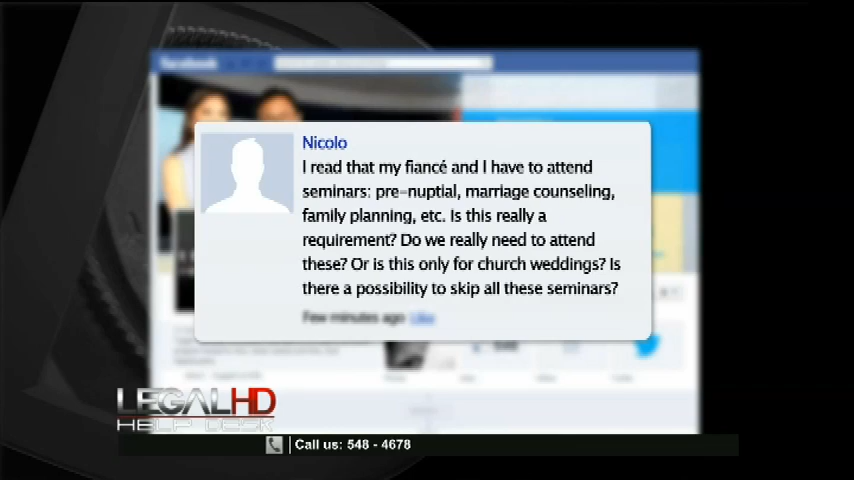 facebook
Nicolo
I read that my fiancé and I have to attend
seminars: pre-nuptial, marriage counseling,
family planning, etc. Is this really a
requirement? Do we really need to attend
these? Or is this only for church weddings? Is
there a possibility to skip all these seminars?
Few minutes ago Like
LEGALHD
HELP DESK
Call us: 548 - 4678